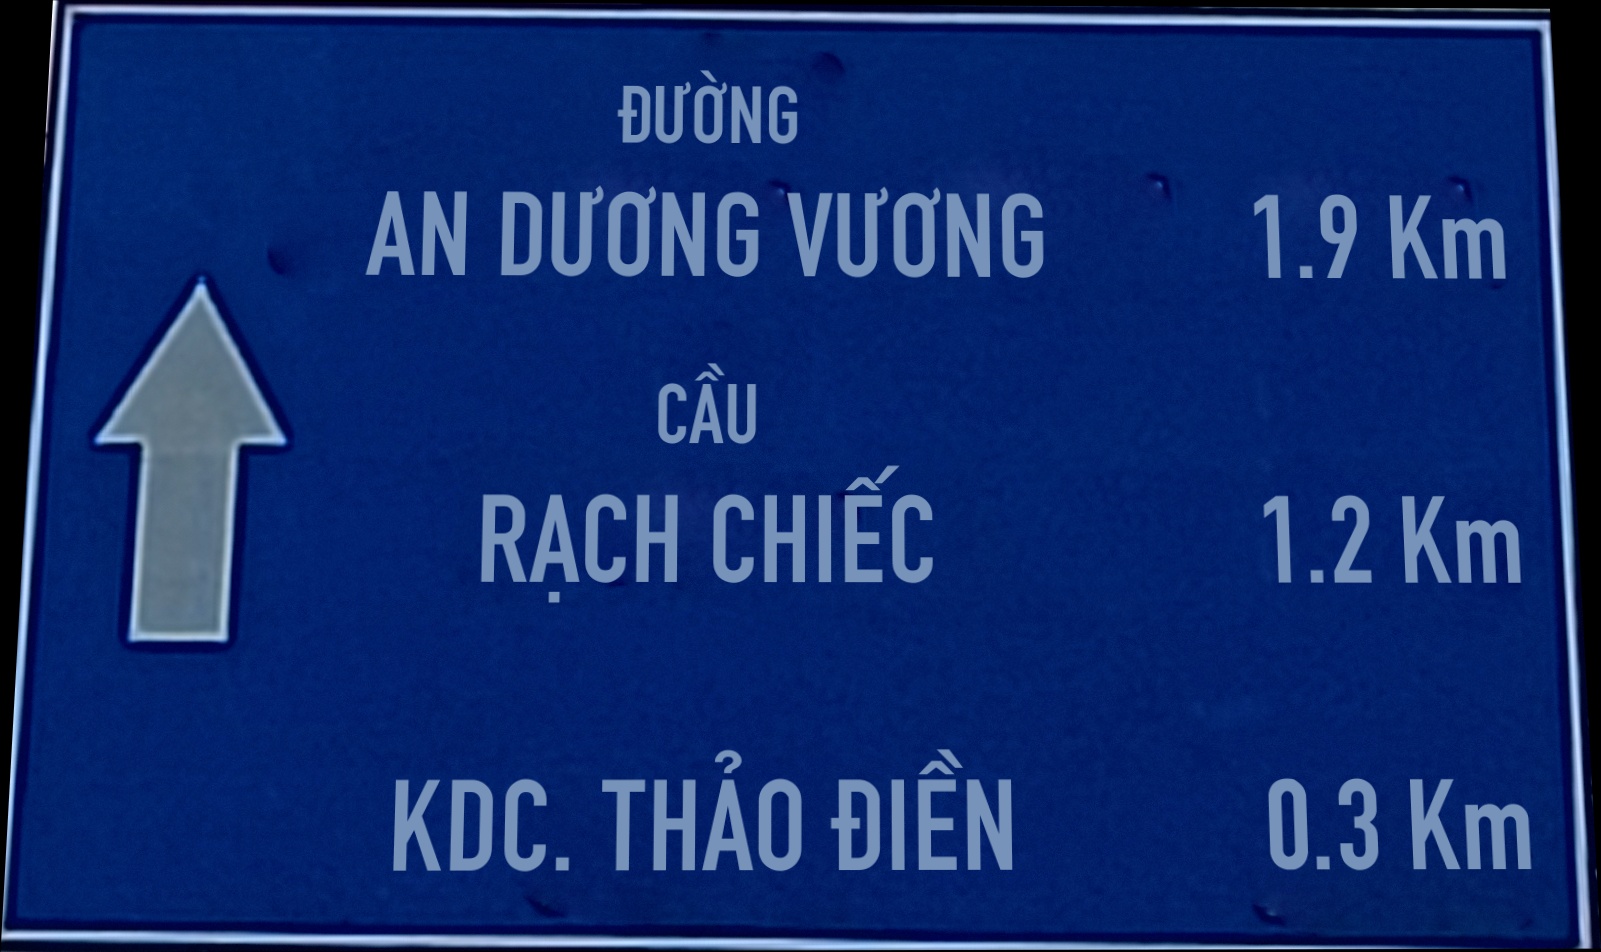 ĐƯỜNG
AN DƯƠNG VƯƠNG 1.9 Km
CẦU
RẠCH CHIẾC 1.2 Km
KDC. THẢO ĐIỀN 0.3 Km